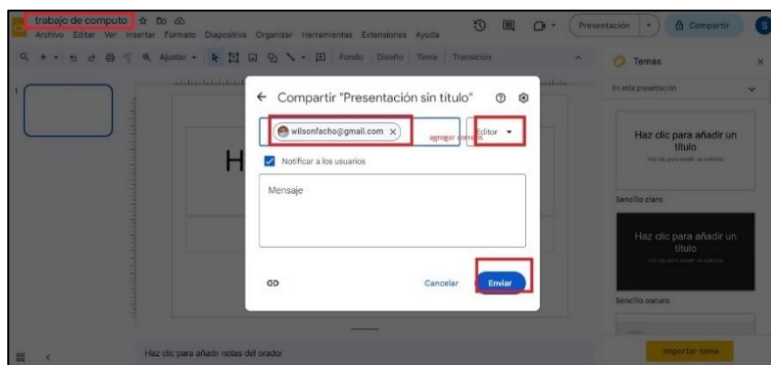 trabajo de computo
Archivo Editar Ver Insertar Formato Diapositiva Organizar Herramientas Extensiones Ayuda
Presentación
Compartir
S
Ajustar
Fondo Diseño Tema Transición
Temas
En esta presentación
1
H
Compartir "Presentación sin título"
wilsonfacho@gmail.com
agregar correos
Editor
Notificar a los usuarios
Mensaje
Cancelar
Enviar
Haz clic para añadir un
título
Sencillo claro
Haz clic para añadir un
título
Sencillo oscuro
Importar tema
Haz clic para añadir notas del orador